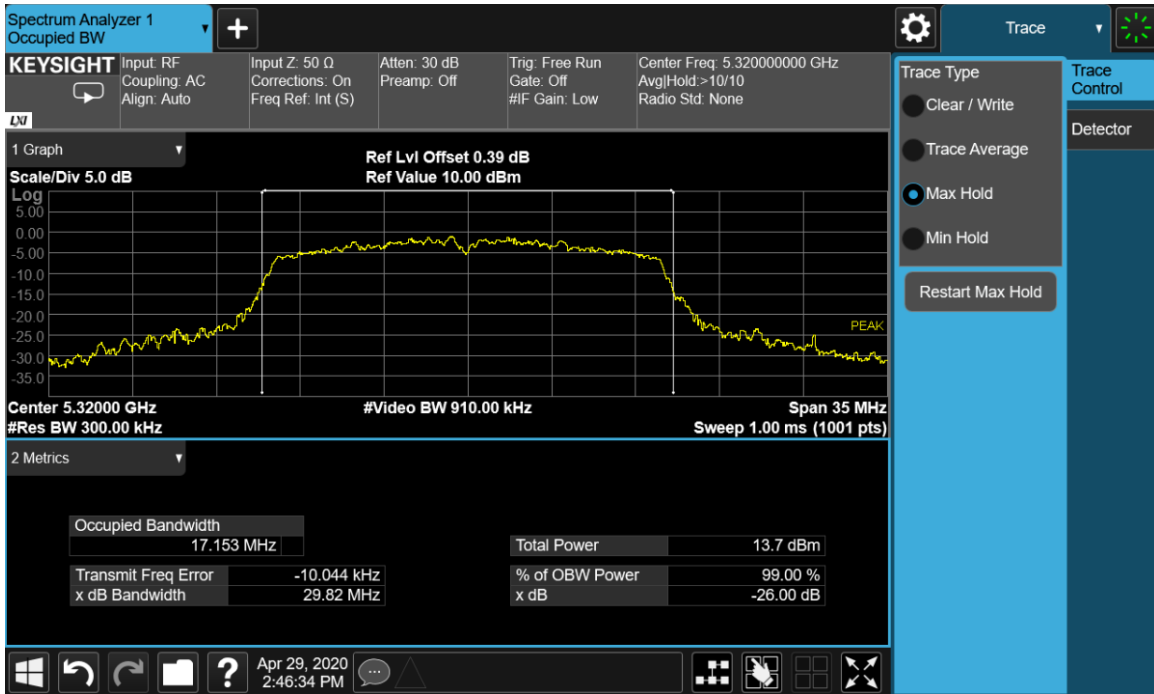 Spectrum Analyzer 1
Occupied BW
Trace
KEYSIGHT
LXI
Input: RF
Coupling: AC
Align: Auto
Input Z: 50 Ω
Corrections: On
Freq Ref: Int (S)
Atten: 30 dB
Preamp: Off
Trig: Free Run
Gate: Off
#IF Gain: Low
Center Freq: 5.320000000 GHz
Avg|Hold:>10/10
Radio Std: None
1 Graph
Scale/Div 5.0 dB
Ref Lvl Offset 0.39 dB
Ref Value 10.00 dBm
Log
5.00
0.00
-5.00
-10.0
-15.0
-20.0
-25.0
-30.0
-35.0
PEAK
Center 5.32000 GHz
#Res BW 300.00 kHz
#Video BW 910.00 kHz
Span 35 MHz
Sweep 1.00 ms (1001 pts)
2 Metrics
Occupied Bandwidth
17.153 MHz
Transmit Freq Error -10.044 kHz
x dB Bandwidth 29.82 MHz
Total Power 13.7 dBm
% of OBW Power 99.00 %
x dB -26.00 dB
?
Apr 29, 2020
2:46:34 PM
Trace Type
Clear / Write
Trace Average
Max Hold
Min Hold
Restart Max Hold
Trace
Control
Detector